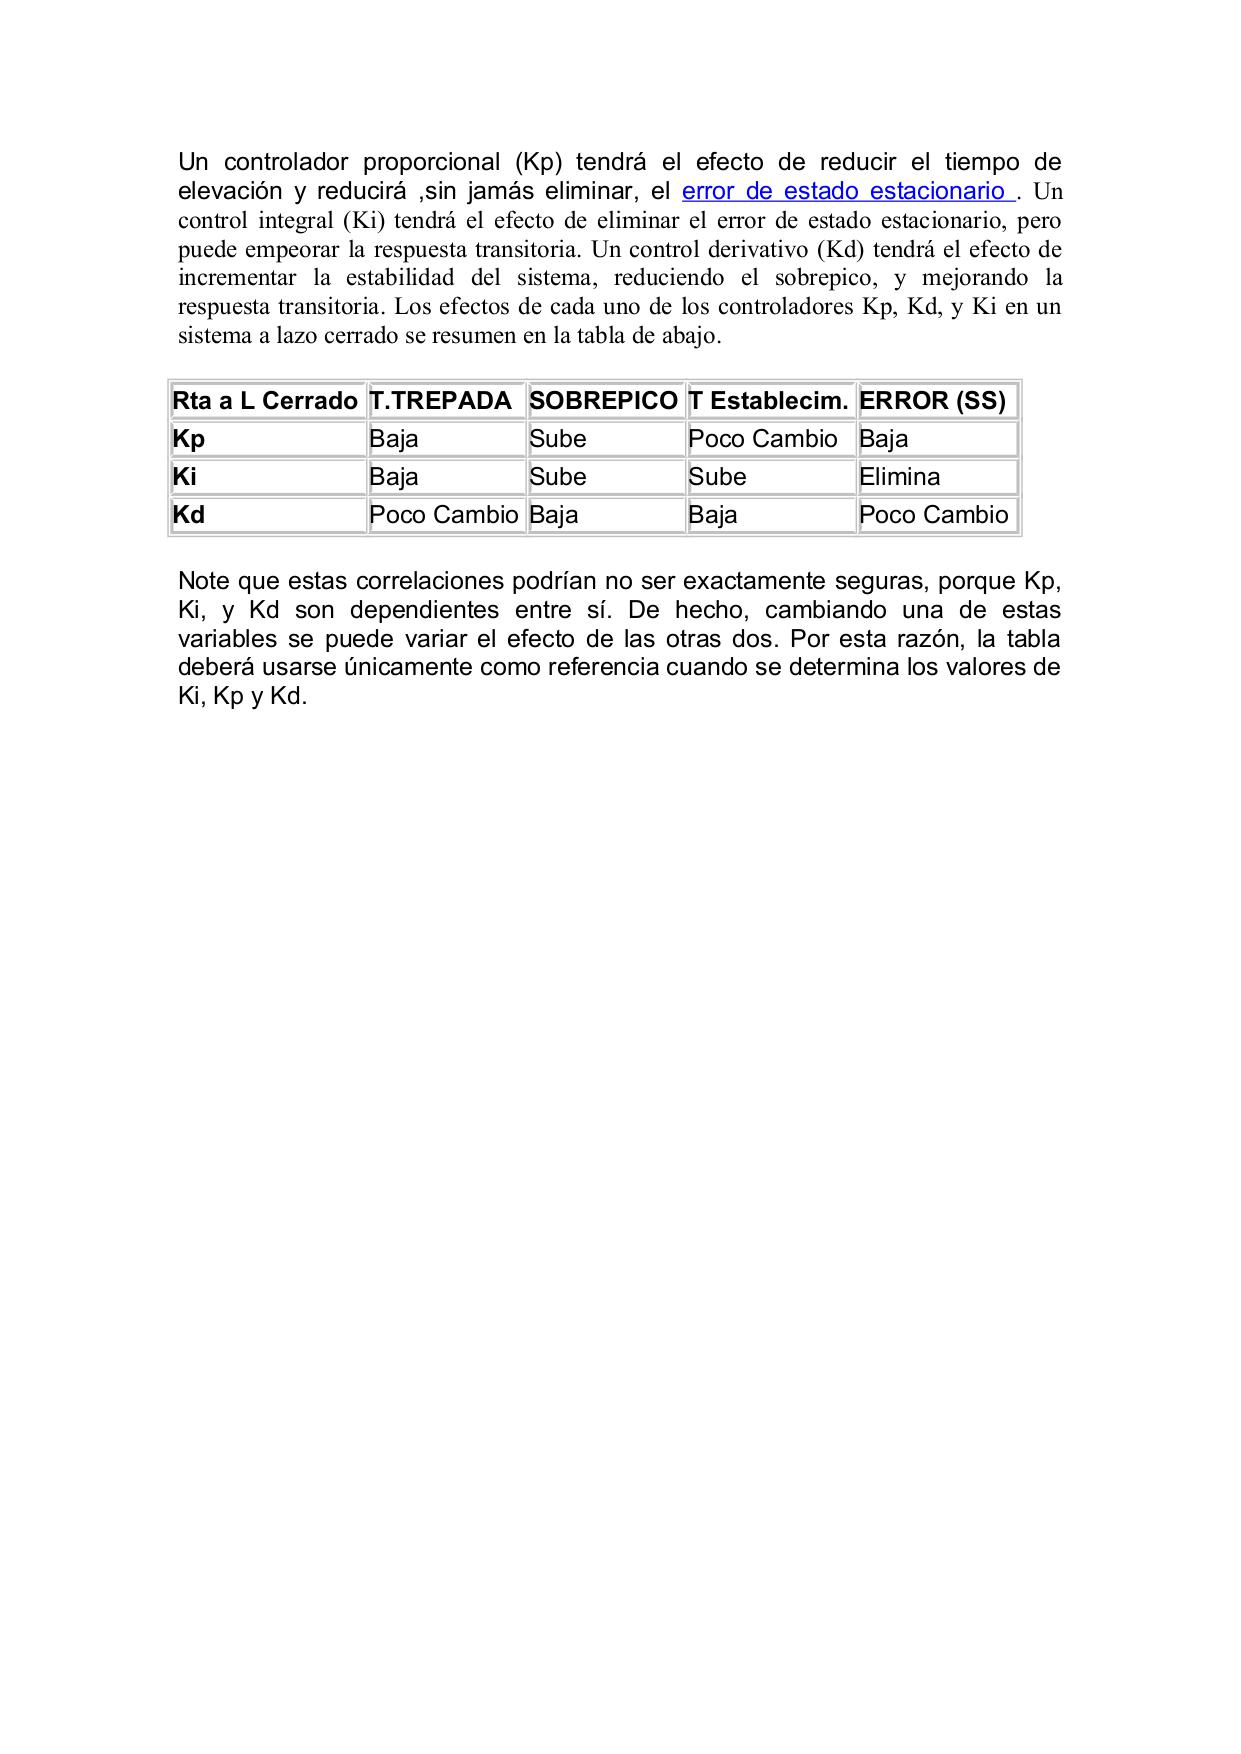 Un controlador proporcional (Kp) tendrá el efecto de reducir el tiempo de
elevación y reducirá ,sin jamás eliminar, el error de estado estacionario . Un
control integral (Ki) tendrá el efecto de eliminar el error de estado estacionario, pero
puede empeorar la respuesta transitoria. Un control derivativo (Kd) tendrá el efecto de
incrementar la estabilidad del sistema, reduciendo el sobrepico, y mejorando la
respuesta transitoria. Los efectos de cada uno de los controladores Kp, Kd, y Ki en un
sistema a lazo cerrado se resumen en la tabla de abajo.
Rta a L Cerrado T.TREPADA SOBREPICO T Establecim. ERROR (SS)
Kp Baja Sube Poco Cambio Baja
Ki Baja Sube Sube Elimina
Kd Poco Cambio Baja Baja Poco Cambio
Note que estas correlaciones podrían no ser exactamente seguras, porque Kp,
Ki, y Kd son dependientes entre sí. De hecho, cambiando una de estas
variables se puede variar el efecto de las otras dos. Por esta razón, la tabla
deberá usarse únicamente como referencia cuando se determina los valores de
Ki, Kp y Kd.